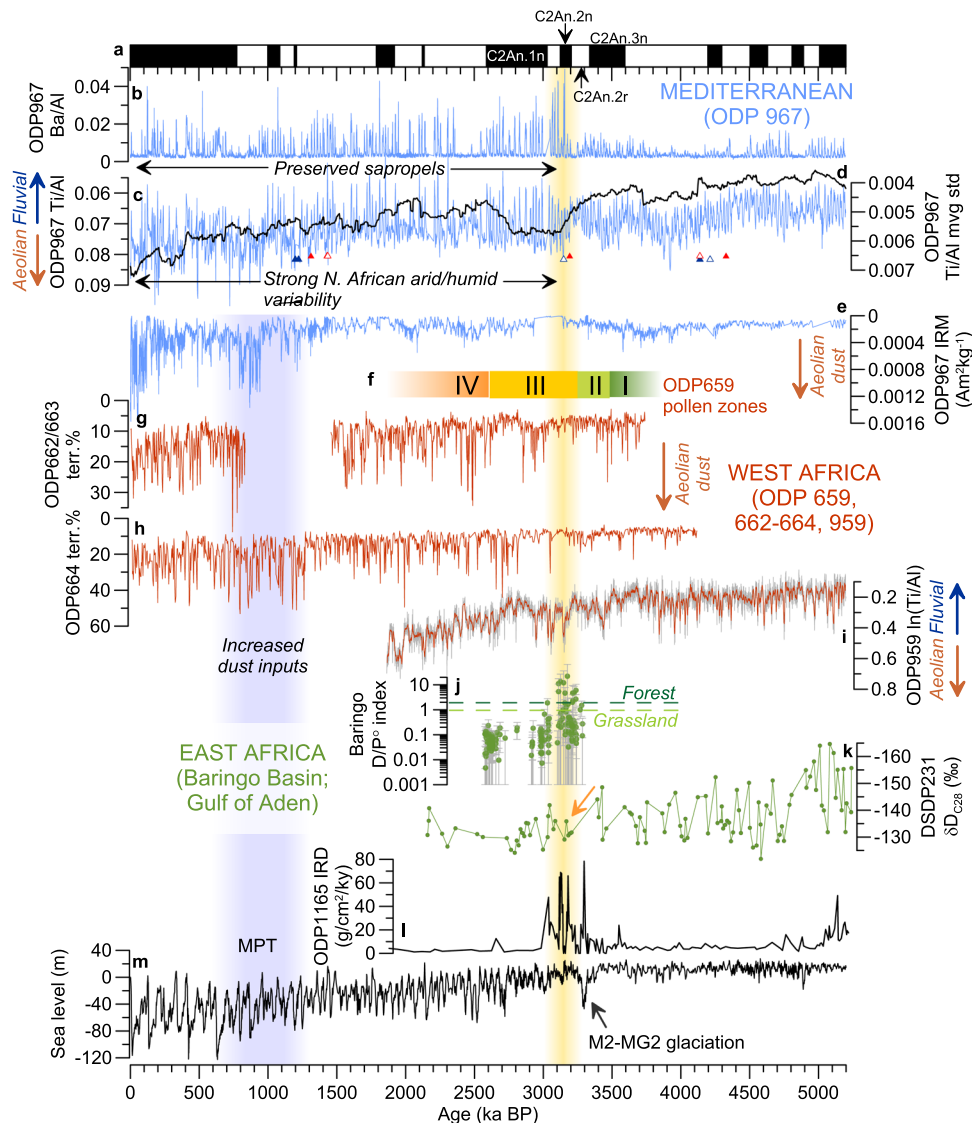 C2An.2n
C2An.3n
a
C2An.1n
C2An.2r
b
MEDITERRANEAN
(ODP 967)
ODP967
Ba/Al
0.04
0.02
0
Preserved sapropels
c
d
Aeolian Fluvial
ODP967 Ti/Al
0.06
0.07
0.08
0.09
0.004
0.005
0.006
0.007
ODP967
Ti/Al mvg std
Strong N. African arid/humid
variability
e
0
0.0004
0.0008
0.0012
0.0016
ODP967 IRM
(Am²kg⁻¹)
Aeolian
dust
f
IV
III
II
I
ODP659
pollen zones
g
0
10
20
30
ODP662/663
terr.%
Aeolian
dust
WEST AFRICA
(ODP 659,
662-664, 959)
h
0
20
40
60
ODP664 terr.%
Increased
dust inputs
i
0.2
0.4
0.6
0.8
ODP959 ln(Ti/Al)
Aeolian Fluvial
j
10
1
0.1
0.01
0.001
Baringo
D/P° index
Forest
Grassland
EAST AFRICA
(Baringo Basin;
Gulf of Aden)
k
-160
-150
-140
-130
DSDP231
δD C28 (‰)
l
80
60
40
20
0
ODP1165 IRD
(g/cm²/ky)
MPT
m
40
0
-40
-80
-120
Sea level (m)
M2-MG2 glaciation
0 500 1000 1500 2000 2500 3000 3500 4000 4500 5000
Age (ka BP)